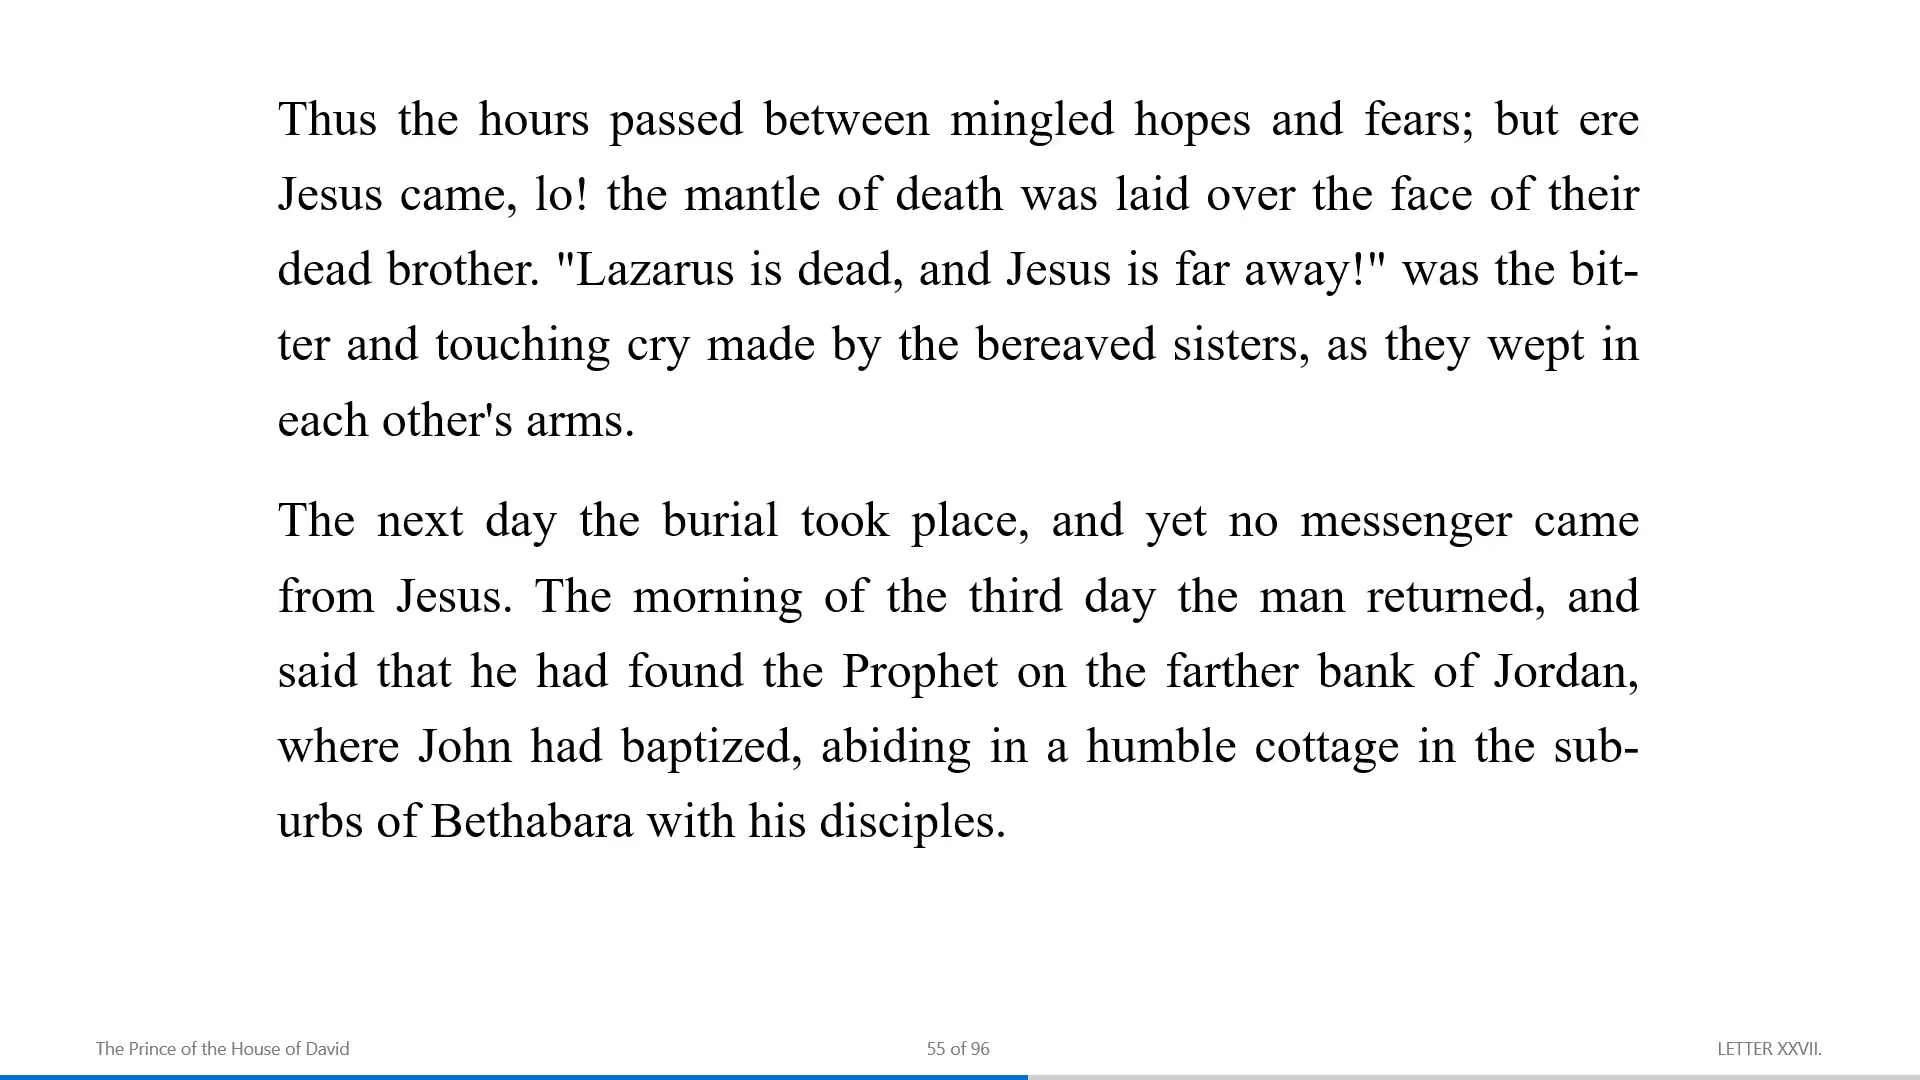 Thus the hours passed between mingled hopes and fears; but ere
Jesus came, lo! the mantle of death was laid over the face of their
dead brother. "Lazarus is dead, and Jesus is far away!" was the bit-
ter and touching cry made by the bereaved sisters, as they wept in
each other's arms.
The next day the burial took place, and yet no messenger came
from Jesus. The morning of the third day the man returned, and
said that he had found the Prophet on the farther bank of Jordan,
where John had baptized, abiding in a humble cottage in the sub-
urbs of Bethabara with his disciples.
The Prince of the House of David
55 of 96
LETTER XXVII.